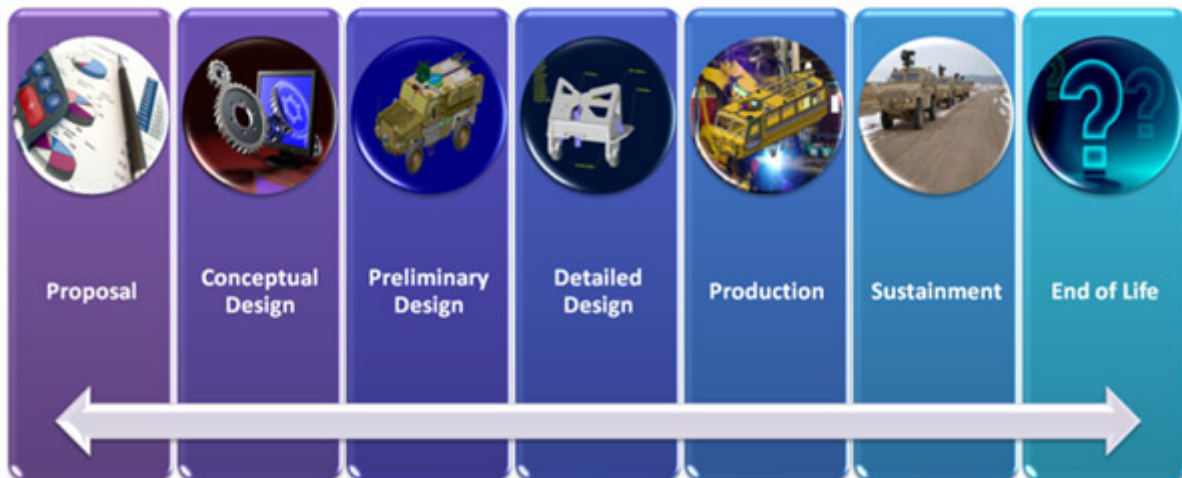 Proposal
Conceptual
Design
Preliminary
Design
Detailed
Design
Production
Sustainment
End of Life